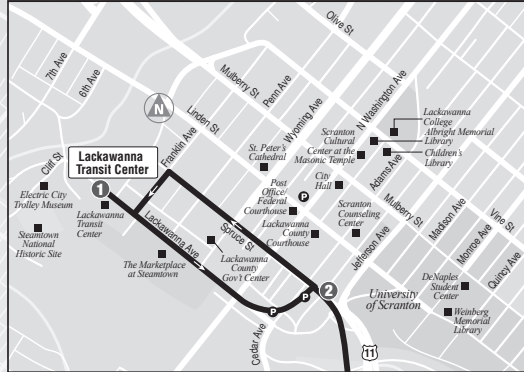 Olive St
7th Ave
6th Ave
Mulberry St
Penn Ave
Wyoming Ave
N Washington Ave
N
Linden St
Lackawanna
College
Albright Memorial
Library
Children's
Library
Scranton
Cultural
Center at the
Masonic Temple
Adams Ave
Lackawanna
Transit Center
Franklin Ave
St. Peter's
Cathedral
Cliff St
1
Electric City
Trolley Museum
Lackawanna
Transit
Center
Post
Office/
Federal
Courthouse
P
City
Hall
Mulberry St
Madison Ave
Vine St
Scranton
Counseling
Center
Steamtown
National
Historic Site
Lackawanna Ave
Spruce St
Lackawanna
County
Courthouse
Jefferson Ave
Monroe Ave
Quincy Ave
The Marketplace
at Steamtown
Lackawanna
County
Gov't Center
DeNaples
Student
Center
2
University
of Scranton
Weinberg
Memorial
Library
P
P
Cedar Ave
11